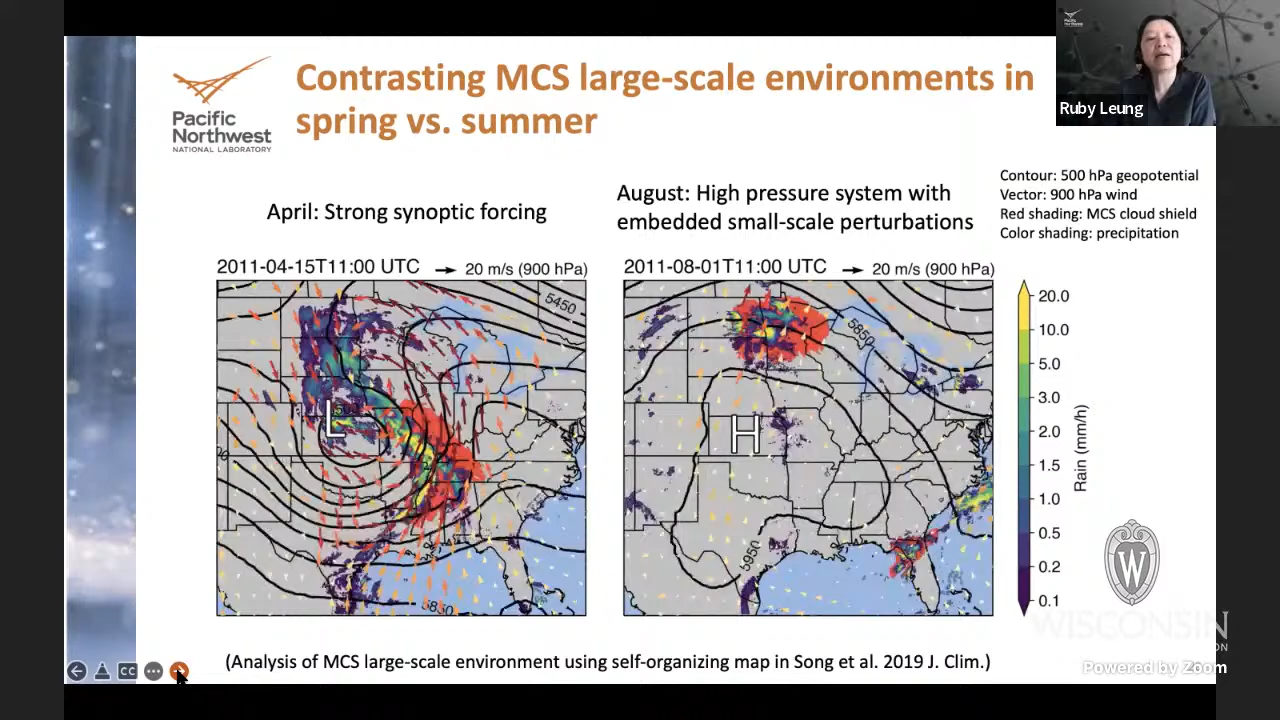 Pacific
Northwest
NATIONAL LABORATORY
Contrasting MCS large-scale environments in
spring vs. summer
Pacific
Northwest
Ruby Leung
Contour: 500 hPa geopotential
Vector: 900 hPa wind
Red shading: MCS cloud shield
Color shading: precipitation
April: Strong synoptic forcing
August: High pressure system with
embedded small-scale perturbations
2011-04-15T11:00 UTC
20 m/s (900 hPa)
2011-08-01T11:00 UTC
20 m/s (900 hPa)
5450
L
5850
5850
H
5950
20.0
10.0
5.0
3.0
2.0
1.5
1.0
0.5
0.2
0.1
Rain (mm/h)
W
WISCONSIN
Powered by Zoom
CC
(Analysis of MCS large-scale environment using self-organizing map in Song et al. 2019 J. Clim.)